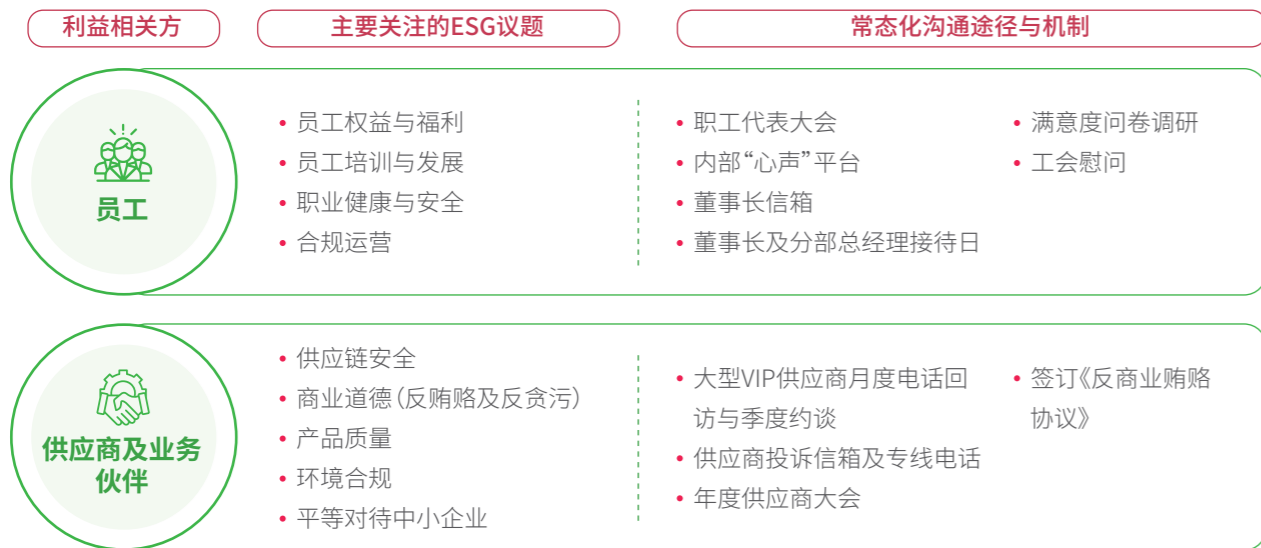 利益相关方
主要关注的ESG议题
常态化沟通途径与机制
员工
• 员工权益与福利
• 员工培训与发展
• 职业健康与安全
• 合规运营
• 职工代表大会
• 内部“心声”平台
• 董事长信箱
• 董事长及分部总经理接待日
• 满意度问卷调研
• 工会慰问
供应商及业务
伙伴
• 供应链安全
• 商业道德(反贿赂及反贪污)
• 产品质量
• 环境合规
• 平等对待中小企业
• 大型VIP供应商月度电话回
访与季度约谈
• 供应商投诉信箱及专线电话
• 年度供应商大会
• 签订《反商业贿赂
协议》